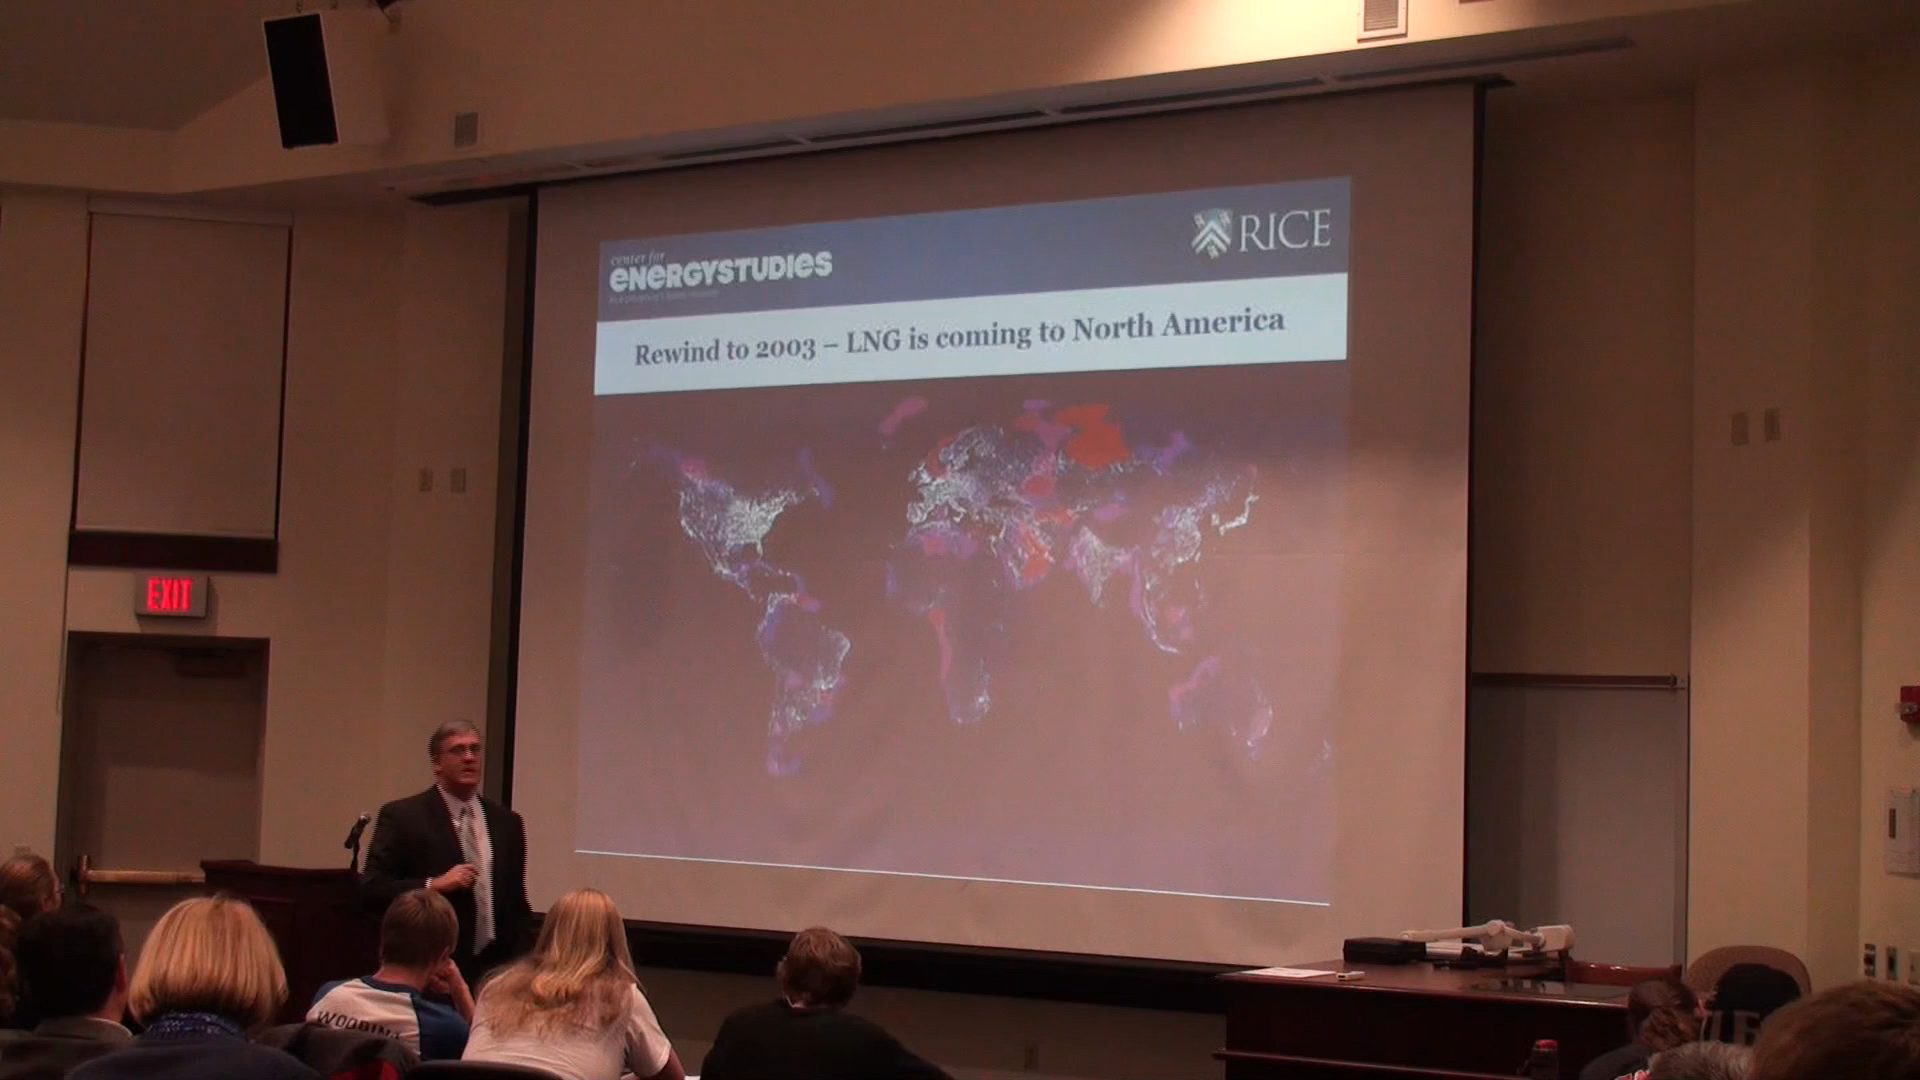 center for
ENERGYSTUDIES
RICE
Rewind to 2003 – LNG is coming to North America
EXIT